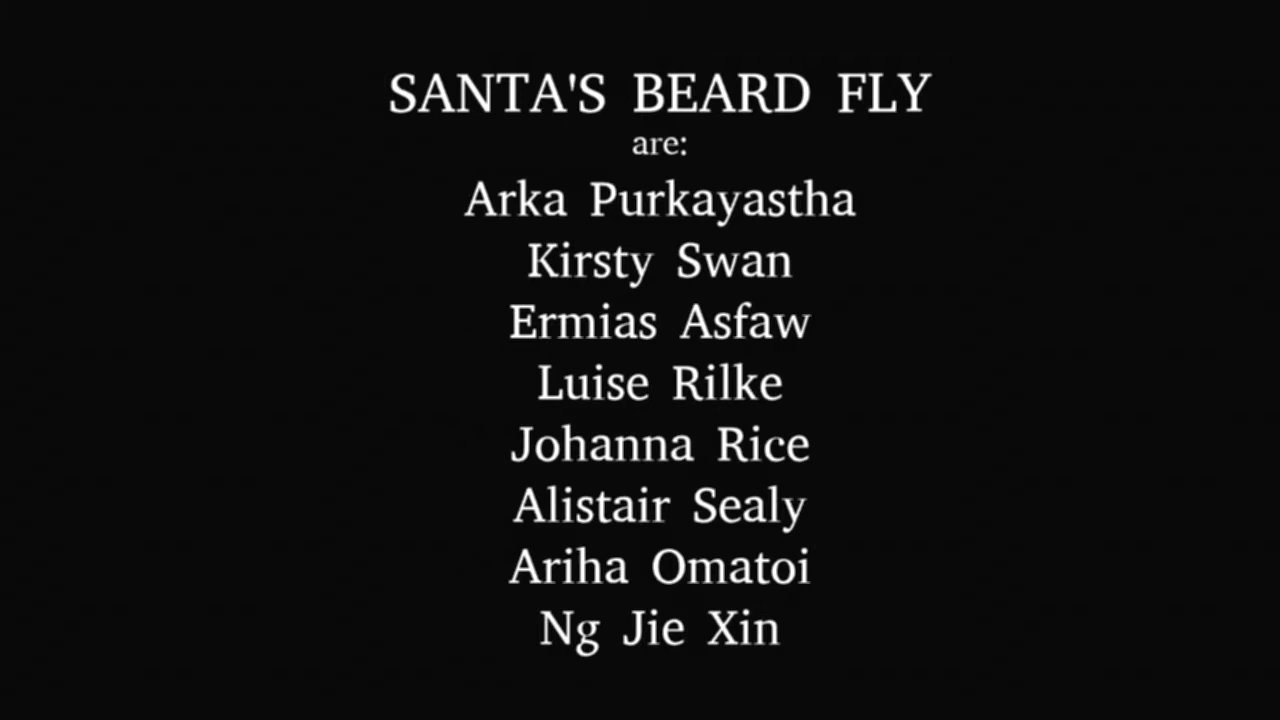 SANTA'S BEARD FLY
are:
Arka Purkayastha
Kirsty Swan
Ermias Asfaw
Luise Rilke
Johanna Rice
Alistair Sealy
Ariha Omatoi
Ng Jie Xin